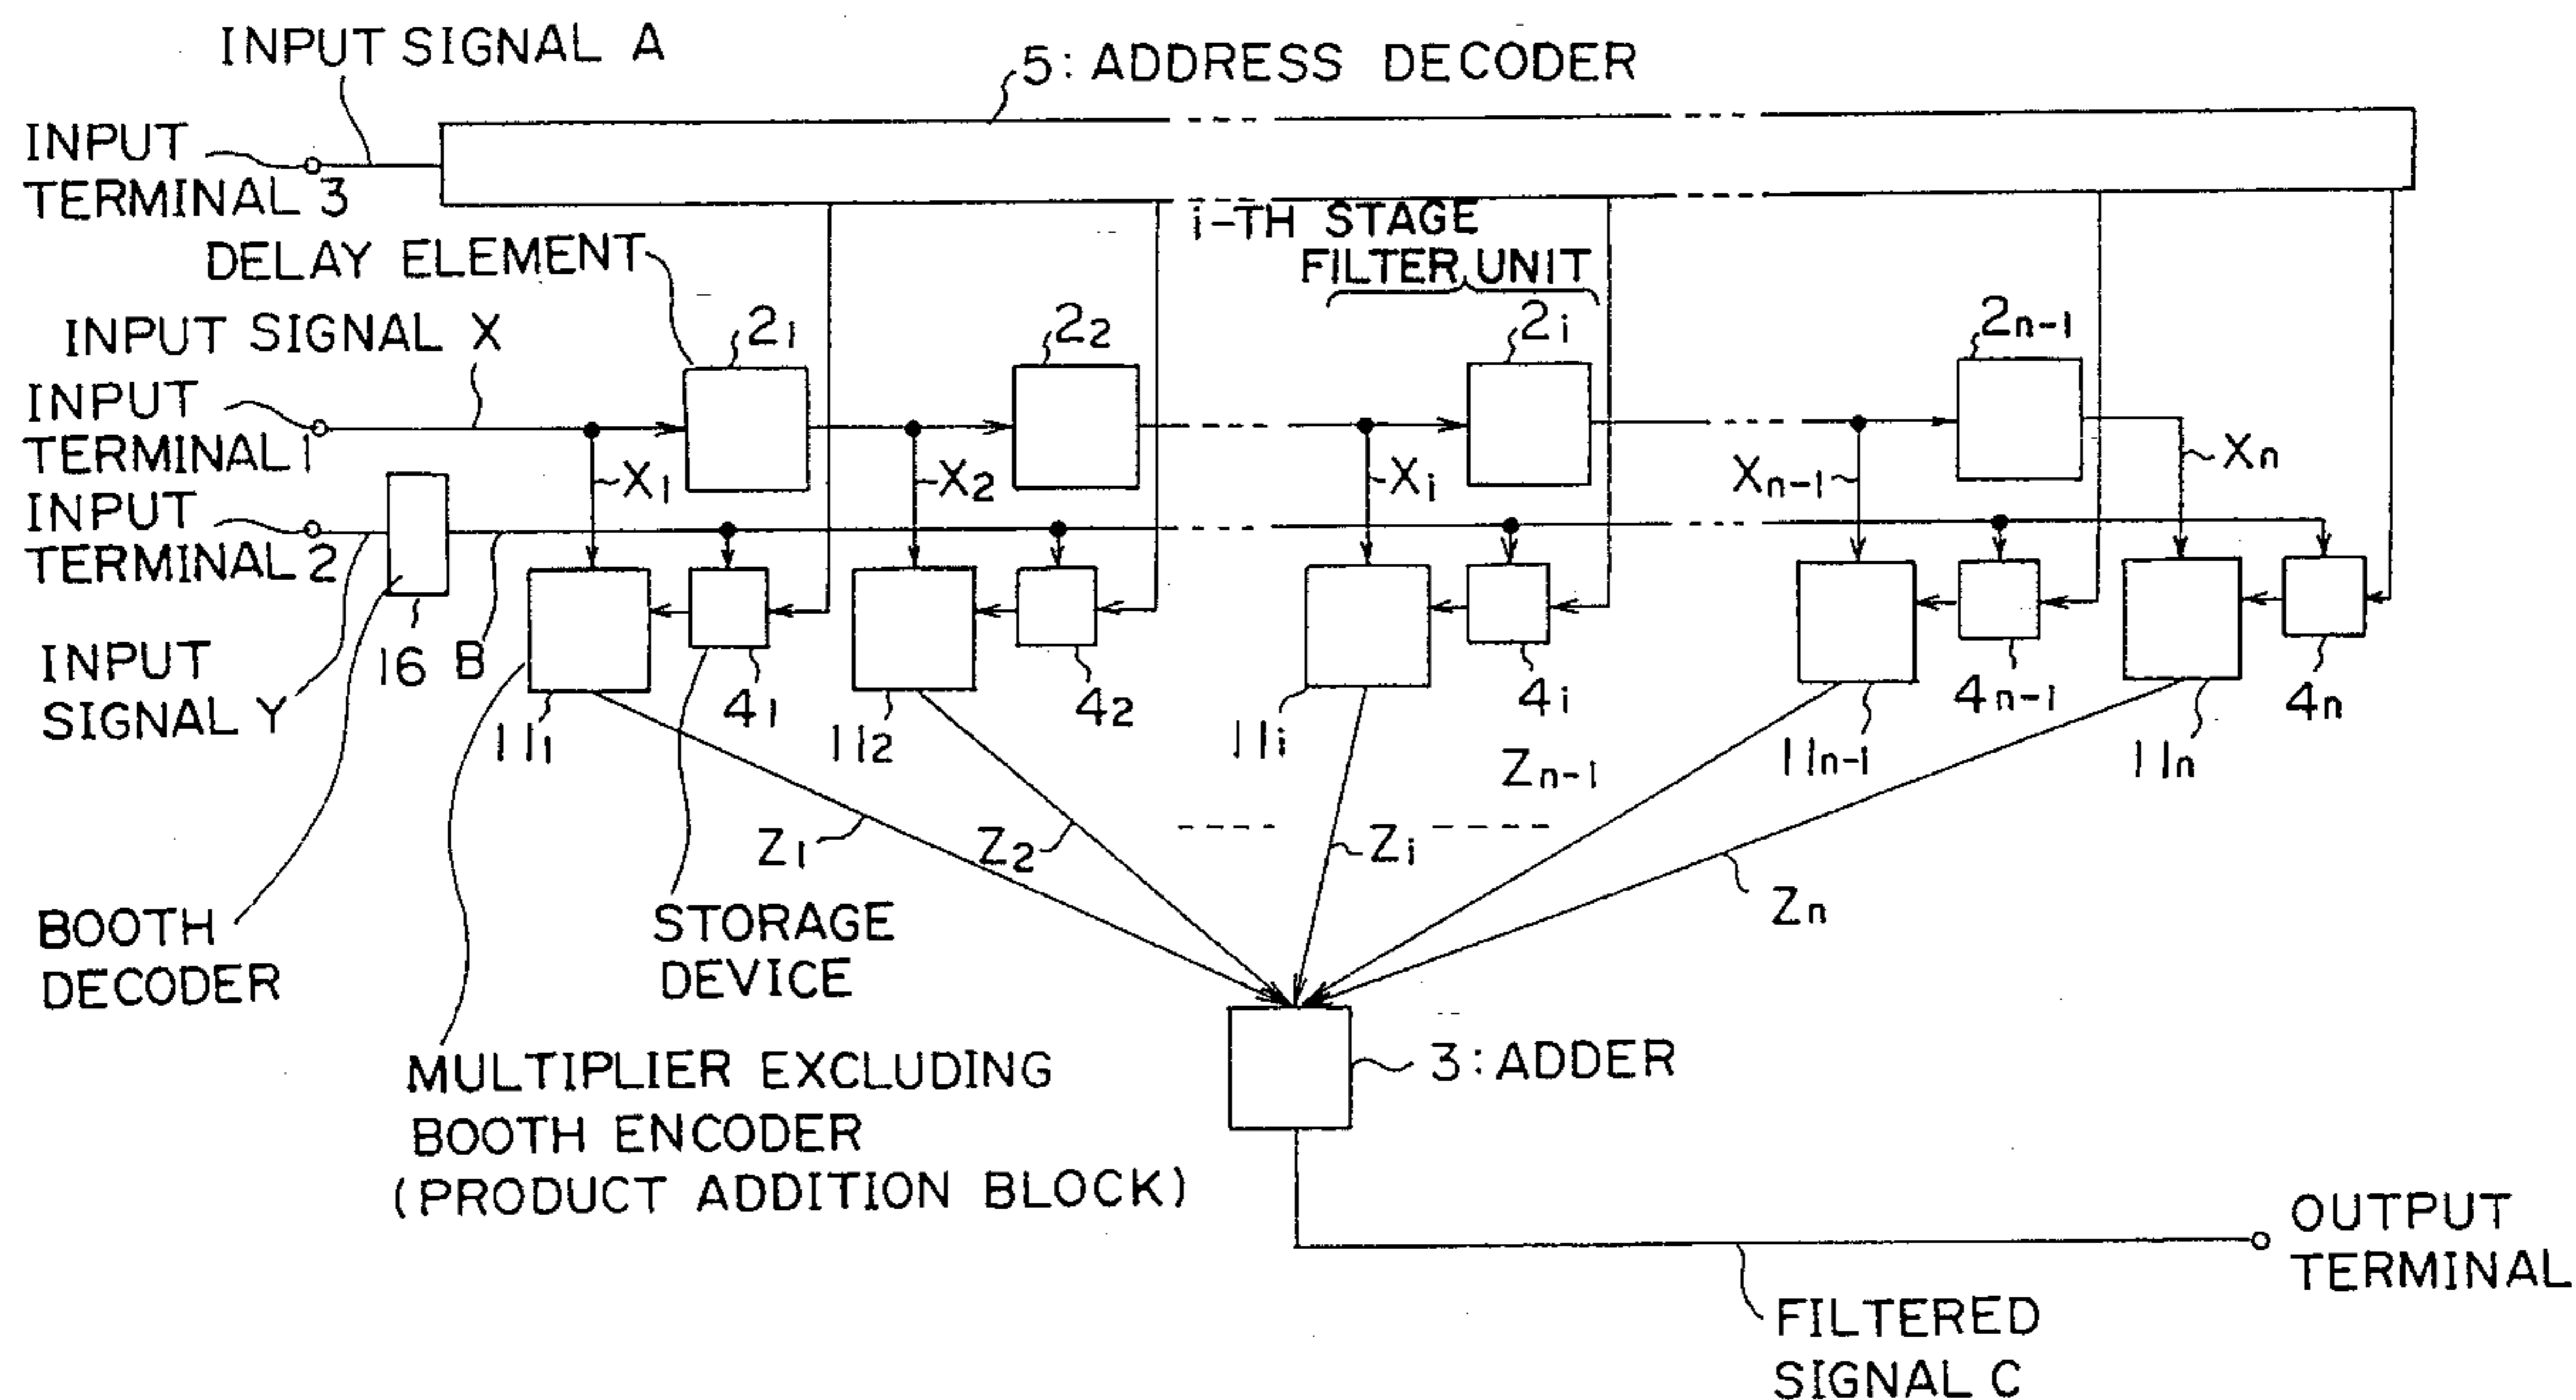 INPUT SIGNAL A
5: ADDRESS DECODER
INPUT
TERMINAL 3
i-TH STAGE
FILTER UNIT
DELAY ELEMENT
INPUT SIGNAL X
21
22
2i
2n-1
INPUT
TERMINAL 1
X1
X2
Xi
Xn-1
Xn
INPUT
TERMINAL 2
INPUT
SIGNAL Y
16
B
111
41
112
42
11i
4i
11n-1
4n-1
11n
4n
Zn-1
Z1
Z2
Zi
Zn
BOOTH
DECODER
STORAGE
DEVICE
MULTIPLIER EXCLUDING
BOOTH ENCODER
(PRODUCT ADDITION BLOCK)
3: ADDER
OUTPUT
TERMINAL
FILTERED
SIGNAL C